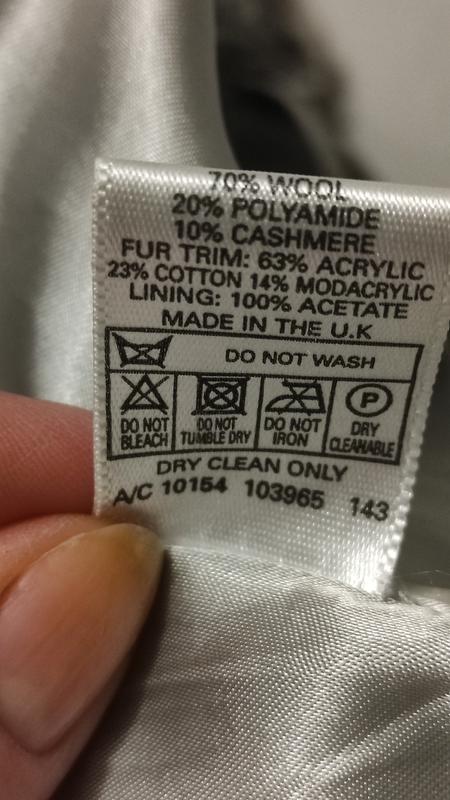 70% WOOL
20% POLYAMIDE
10% CASHMERE
FUR TRIM: 63% ACRYLIC
23% COTTON 14% MODACRYLIC
LINING: 100% ACETATE
MADE IN THE U.K
DO NOT WASH
DO NOT BLEACH
DO NOT TUMBLE DRY
DO NOT IRON
P
DRY CLEANABLE
DRY CLEAN ONLY
A/C 10154 103965 143